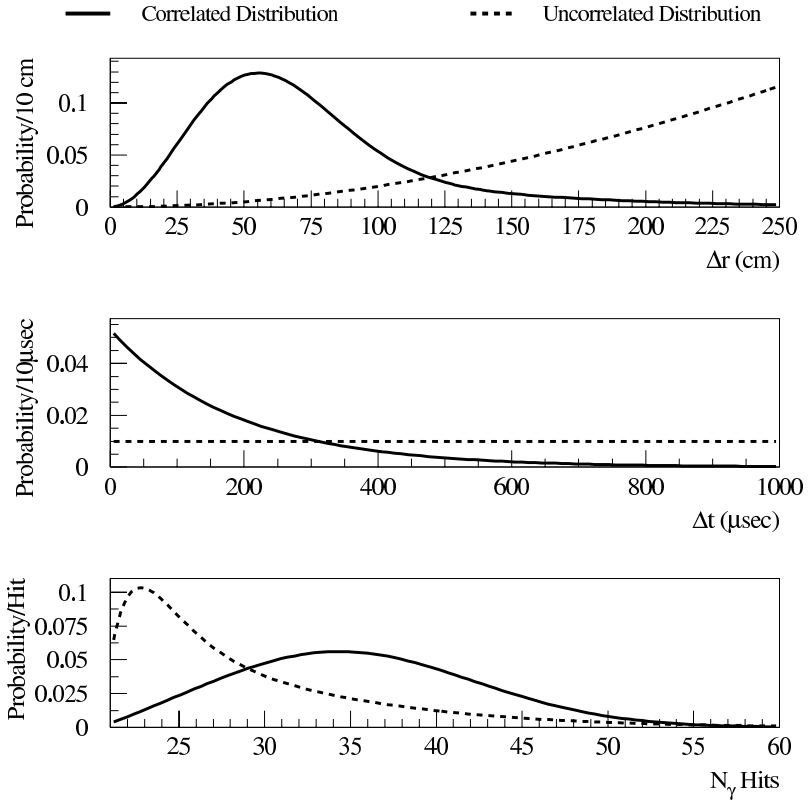 Correlated Distribution Uncorrelated Distribution
Probability/10 cm
0.1
0.05
0
0 25 50 75 100 125 150 175 200 225 250
Δr (cm)
Probability/10μsec
0.04
0.02
0
0 200 400 600 800 1000
Δt (μsec)
Probability/Hit
0.1
0.075
0.05
0.025
0
25 30 35 40 45 50 55 60
Nγ Hits